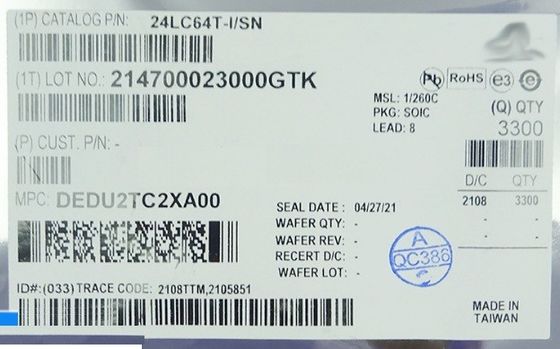 (1P) CATALOG P/N: 24LC64T-I/SN
(1T) LOT NO.: 214700023000GTK
Pb RoHS e3 e
MSL: 1/260C
PKG: SOIC
LEAD: 8
(Q) QTY
3300
(P) CUST. P/N: -
D/C QTY
2108 3300
- -
- -
MPC: DEDU2TC2XA00
SEAL DATE: 04/27/21
WAFER QTY: -
WAFER REV: -
RECERT D/C: -
WAFER LOT: -
A
QC386
ID#: (033) TRACE CODE: 2108TTM,2105851
MADE IN
TAIWAN